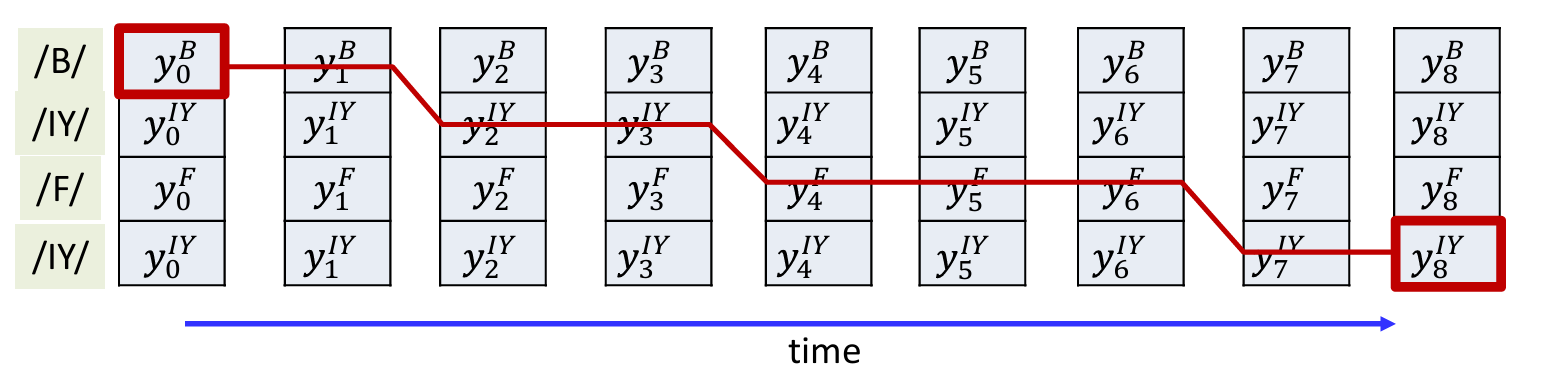 /B/ y_0^B y_1^B y_2^B y_3^B y_4^B y_5^B y_6^B y_7^B y_8^B
/IY/ y_0^{IY} y_1^{IY} y_2^{IY} y_3^{IY} y_4^{IY} y_5^{IY} y_6^{IY} y_7^{IY} y_8^{IY}
/F/ y_0^F y_1^F y_2^F y_3^F y_4^F y_5^F y_6^F y_7^F y_8^F
/IY/ y_0^{IY} y_1^{IY} y_2^{IY} y_3^{IY} y_4^{IY} y_5^{IY} y_6^{IY} y_7^{IY} y_8^{IY}
time